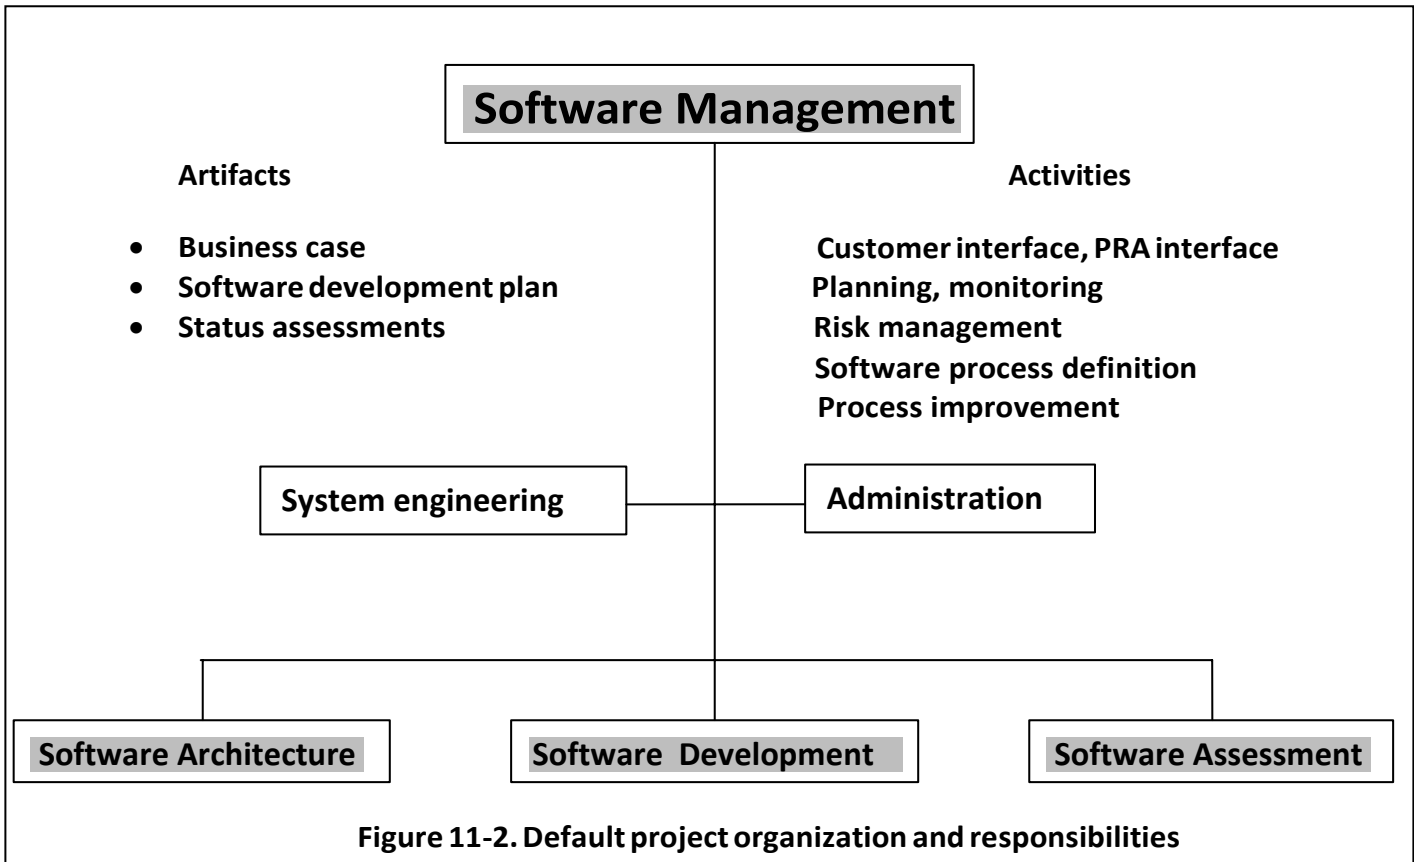 Software Management
Artifacts
• Business case
• Software development plan
• Status assessments
Activities
Customer interface, PRA interface
Planning, monitoring
Risk management
Software process definition
Process improvement
System engineering
Administration
Software Architecture
Software Development
Software Assessment
Figure 11-2. Default project organization and responsibilities